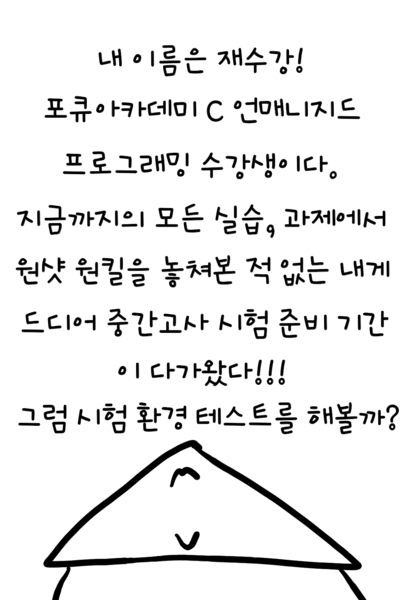 내 이름은 재수강!
포큐아카데미 C 언매니지드
프로그래밍 수강생이다.
지금까지의 모든 실습, 과제에서
원샷 원킬을 놓쳐본 적 없는 내게
드디어 중간고사 시험 준비 기간
이 다가왔다!!!
그럼 시험 환경 테스트를 해볼까?